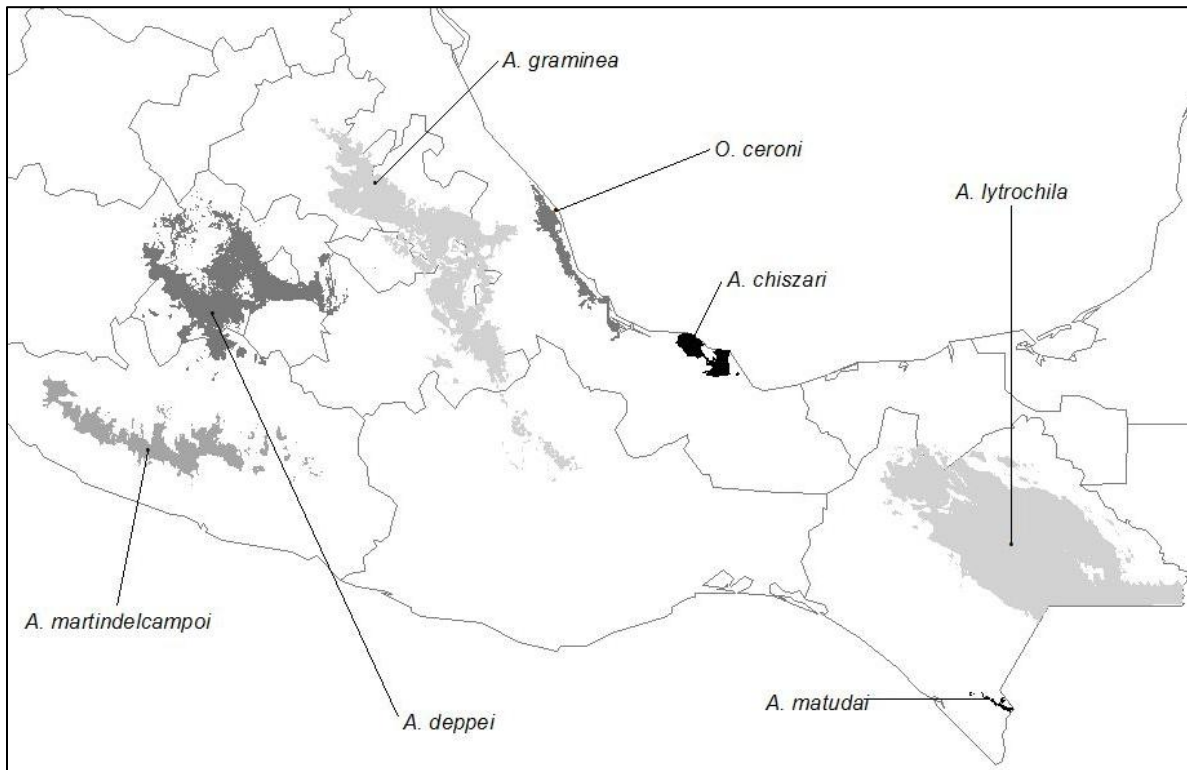 A. graminea
O. ceroni
A. lytrochila
A. chiszari
A. martindelcampoi
A. matudai
A. deppei